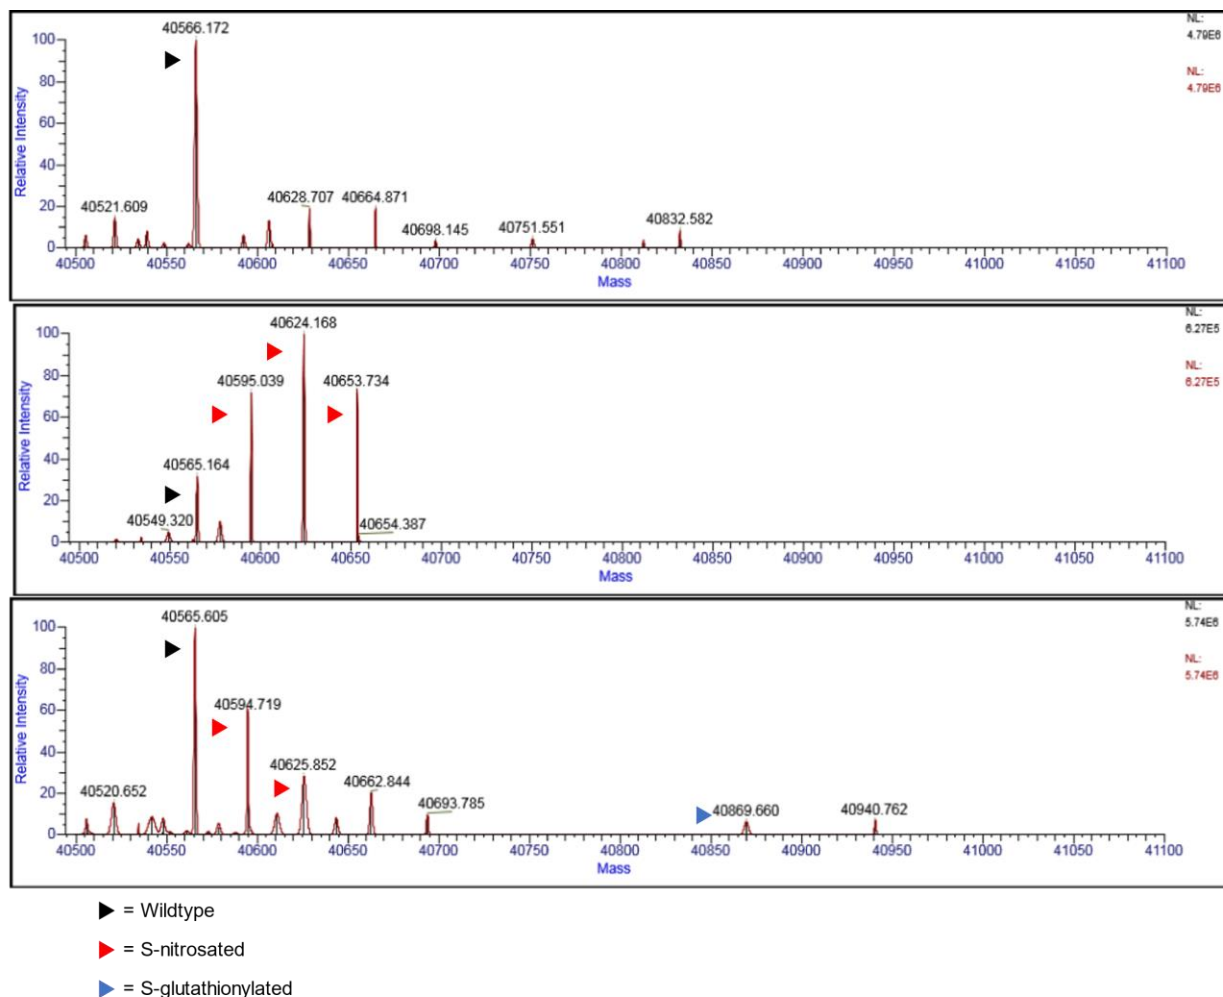 40566.172
NL:
4.79E6
NL:
4.79E6
100
80
60
40
20
0
Relative Intensity
40521.609
40628.707
40664.871
40698.145
40751.551
40832.582
40500 40550 40600 40650 40700 40750 40800 40850 40900 40950 41000 41050 41100
Mass
40624.168
NL:
6.27E5
NL:
6.27E5
100
80
60
40
20
0
Relative Intensity
40595.039
40653.734
40565.164
40549.320
40654.387
40500 40550 40600 40650 40700 40750 40800 40850 40900 40950 41000 41050 41100
Mass
40565.605
NL:
5.74E6
NL:
5.74E6
100
80
60
40
20
0
Relative Intensity
40594.719
40625.852
40520.652
40662.844
40693.785
40869.660
40940.762
40500 40550 40600 40650 40700 40750 40800 40850 40900 40950 41000 41050 41100
Mass
= Wildtype
= S-nitrosated
= S-glutathionylated